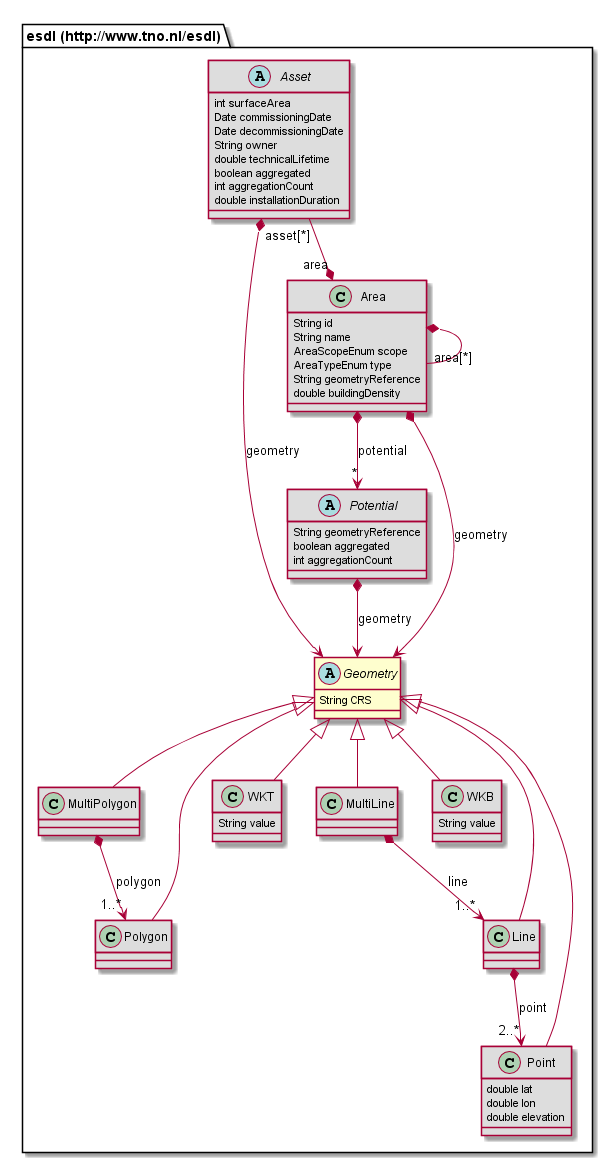 esdl (http://www.tno.nl/esdl)
A Asset
int surfaceArea
Date commissioningDate
Date decommissioningDate
String owner
double technicalLifetime
boolean aggregated
int aggregationCount
double installationDuration
asset[*]
area
C Area
String id
String name
AreaScopeEnum scope
AreaTypeEnum type
String geometryReference
double buildingDensity
area[*]
geometry
potential
*
A Potential
String geometryReference
boolean aggregated
int aggregationCount
geometry
geometry
A Geometry
String CRS
C MultiPolygon
C WKT
String value
C MultiLine
C WKB
String value
polygon
1..*
line
1..*
C Polygon
C Line
point
2..*
C Point
double lat
double lon
double elevation